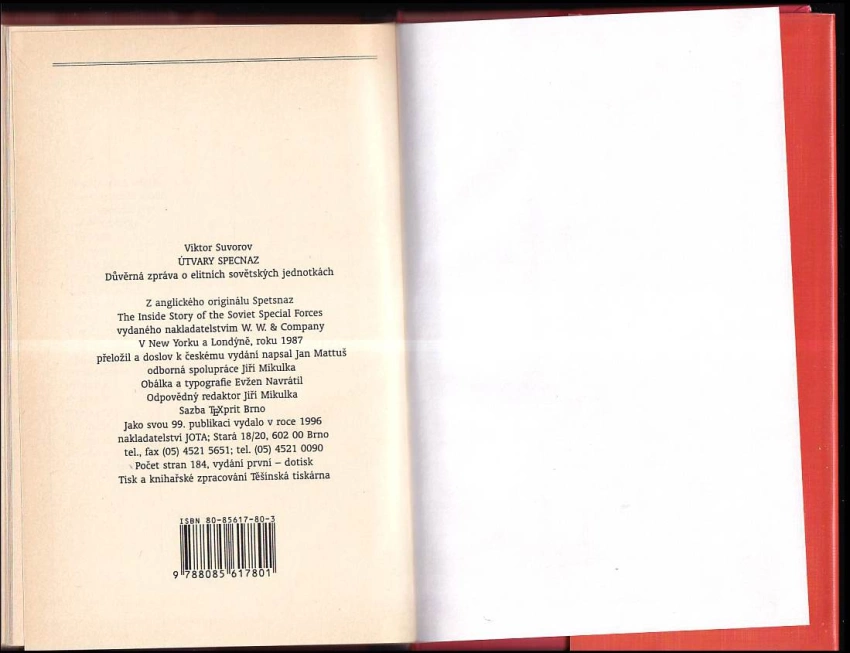 Viktor Suvorov
ÚTVARY SPECNAZ
Důvěrná zpráva o elitních sovětských jednotkách
Z anglického originálu Spetsnaz
The Inside Story of the Soviet Special Forces
vydaného nakladatelstvím W. W. & Company
V New Yorku a Londýně, roku 1987
přeložil a doslov k českému vydání napsal Jan Mattuš
odborná spolupráce Jiří Mikulka
Obálka a typografie Evžen Navrátil
Odpovědný redaktor Jiří Mikulka
Sazba TEXprit Brno
Jako svou 99. publikaci vydalo v roce 1996
nakladatelství JOTA; Stará 18/20, 602 00 Brno
tel., fax (05) 4521 5651; tel. (05) 4521 0090
Počet stran 184, vydání první – dotisk
Tisk a knihařské zpracování Těšínská tiskárna
ISBN 80-85617-80-3
9 788085 617801